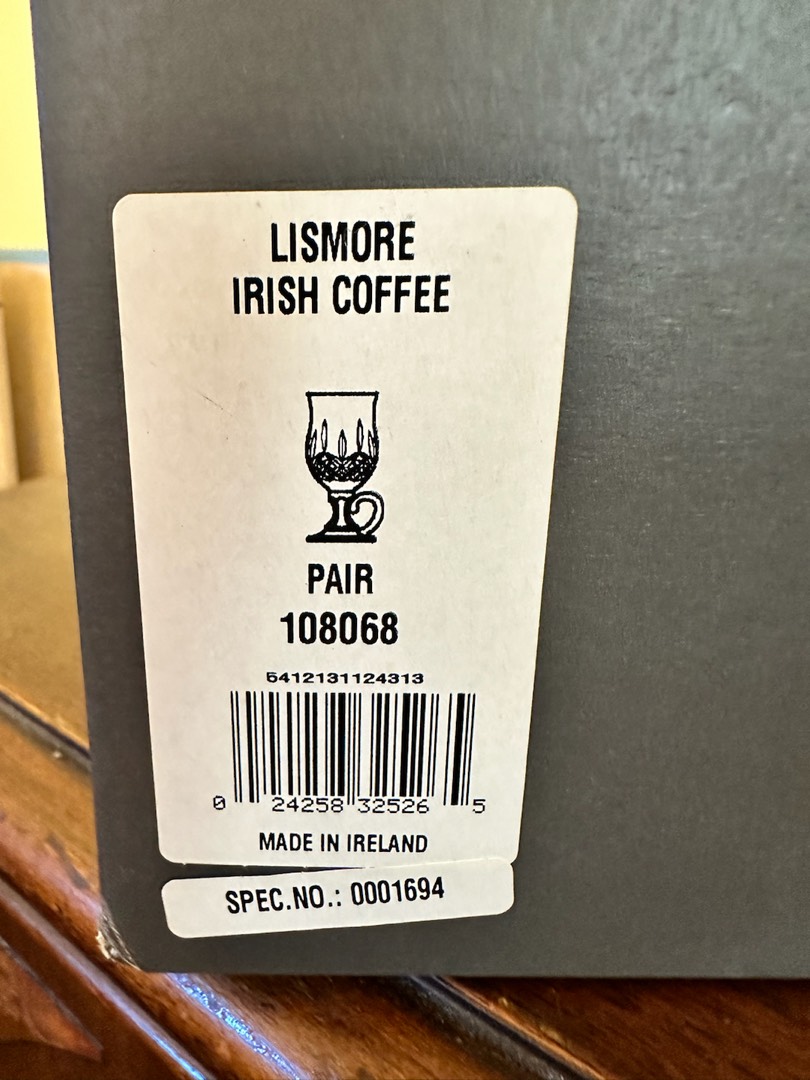 LISMORE
IRISH COFFEE
PAIR
108068
5412131124313
0 24258 32526 5
MADE IN IRELAND
SPEC.NO.: 0001694